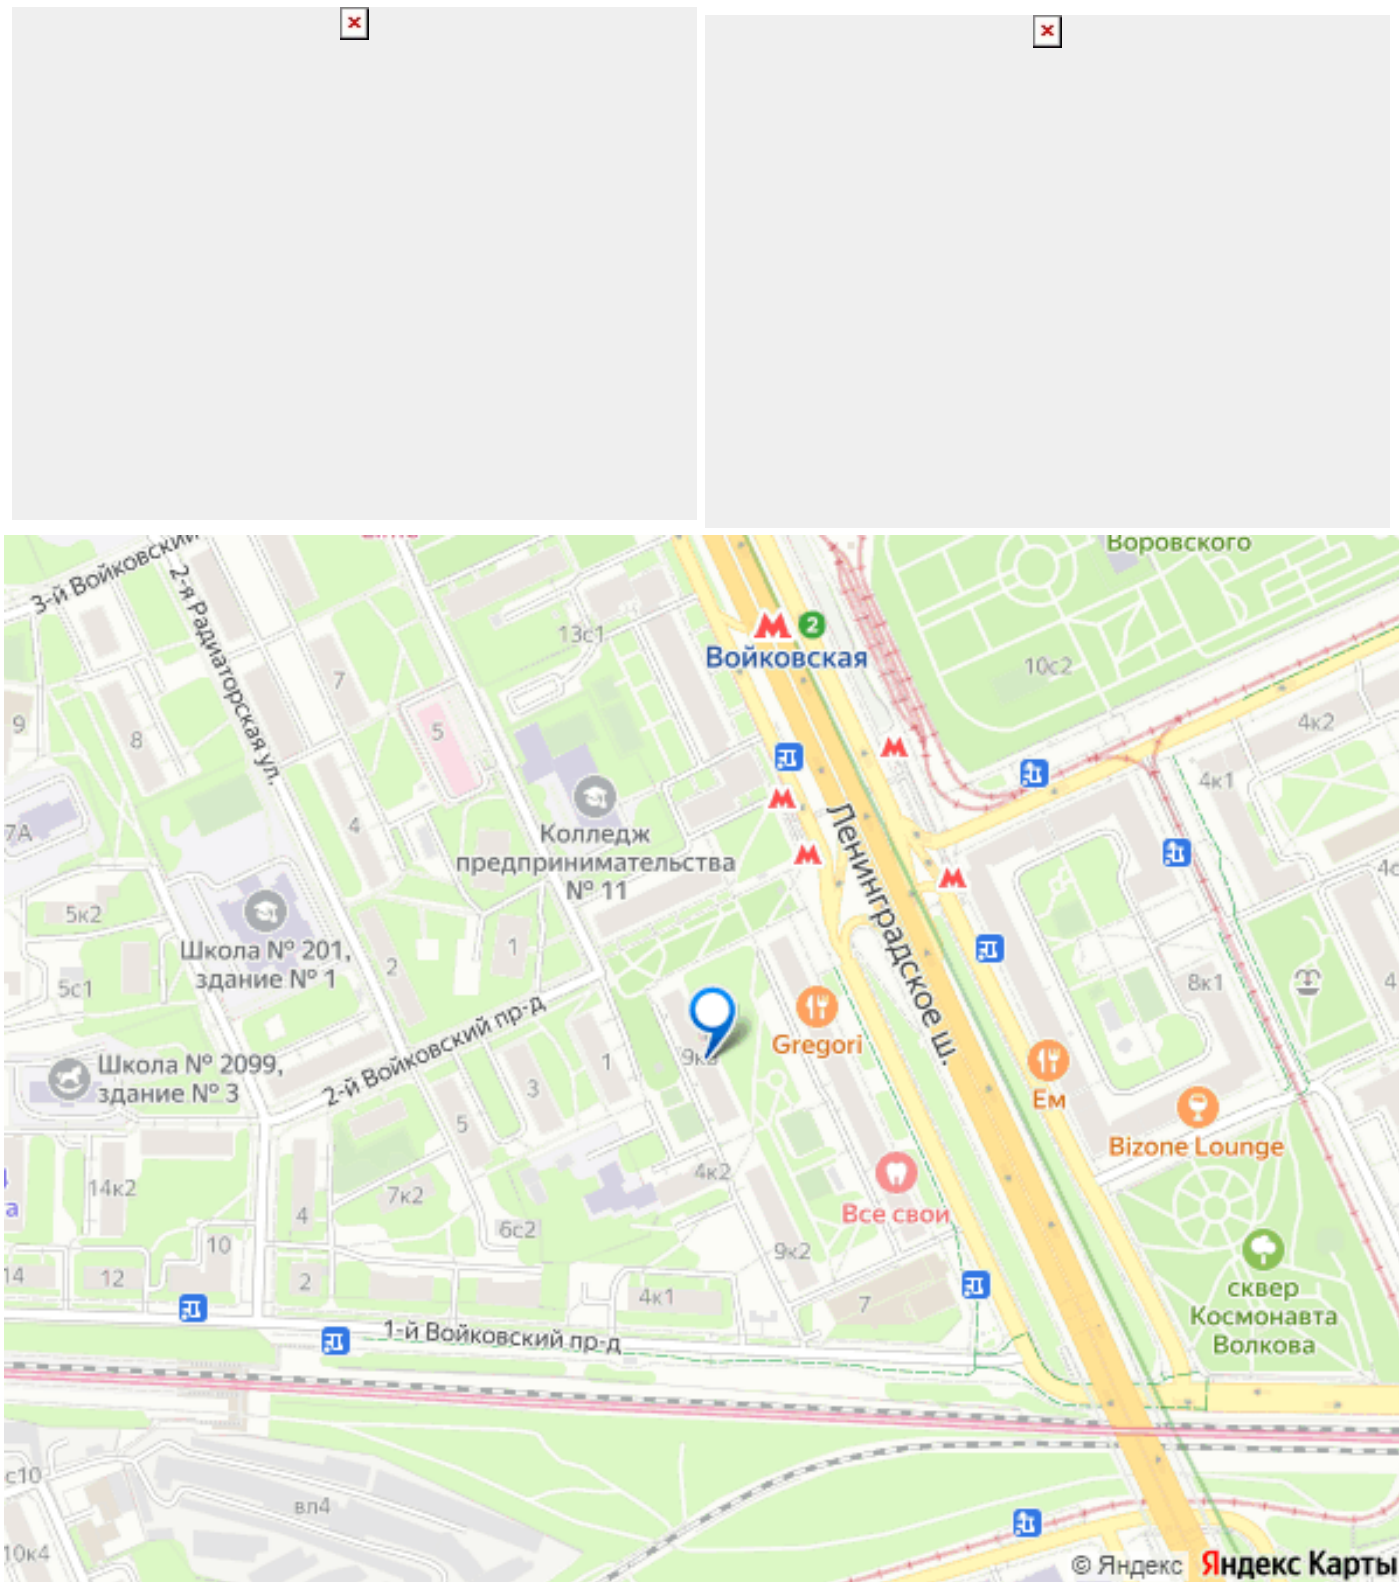 Воровского
3-й Войковский
2-я Радиаторская ул.
13с1
2
Войковская
10с2
7
9
8
5
4к2
4к1
7А
4
Колледж
предпринимательства
№ 11
Ленинградское ш.
5к2
Школа № 201,
здание № 1
2
1
5с1
8к1
4
2-й Войковский пр-д
Gregori
Школа № 2099,
здание № 3
1
3
5
Ем
Bizone Lounge
14к2
7к2
4к2
Все свои
а
4
6с2
9к2
10
14
12
2
4к1
7
сквер
Космонавта
Волкова
1-й Войковский пр-д
с10
вл4
10к4
© Яндекс Яндекс Карты